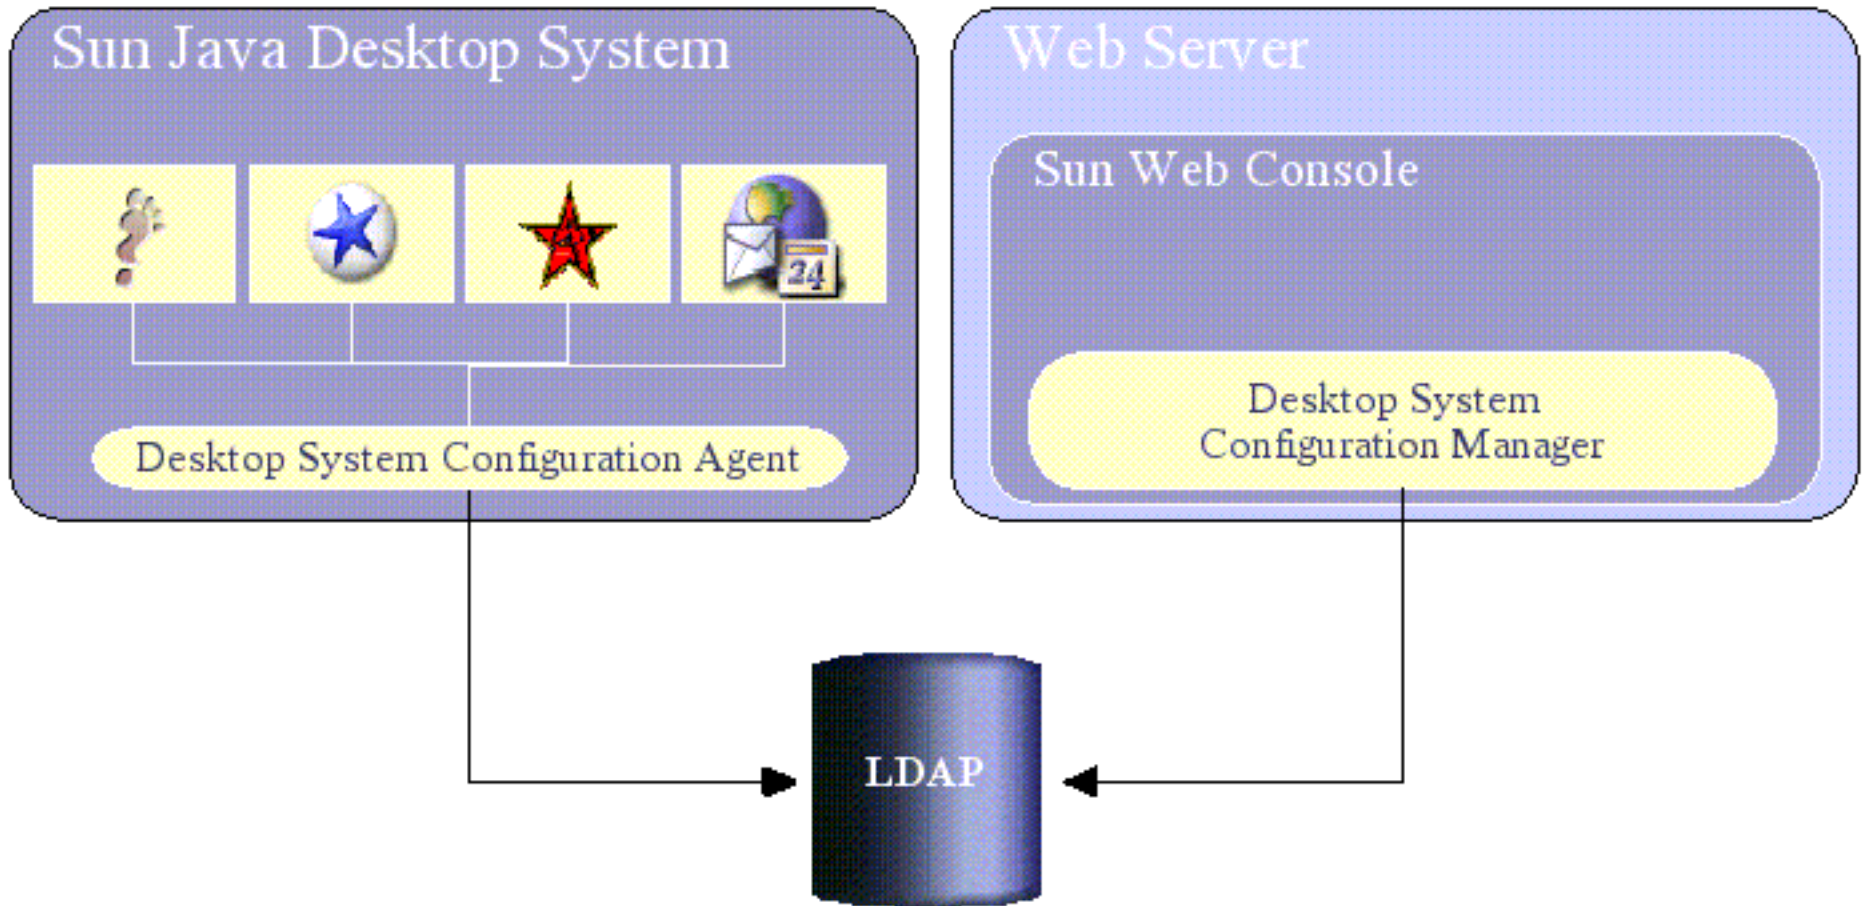 Sun Java Desktop System
24
Desktop System Configuration Agent
Web Server
Sun Web Console
Desktop System
Configuration Manager
LDAP